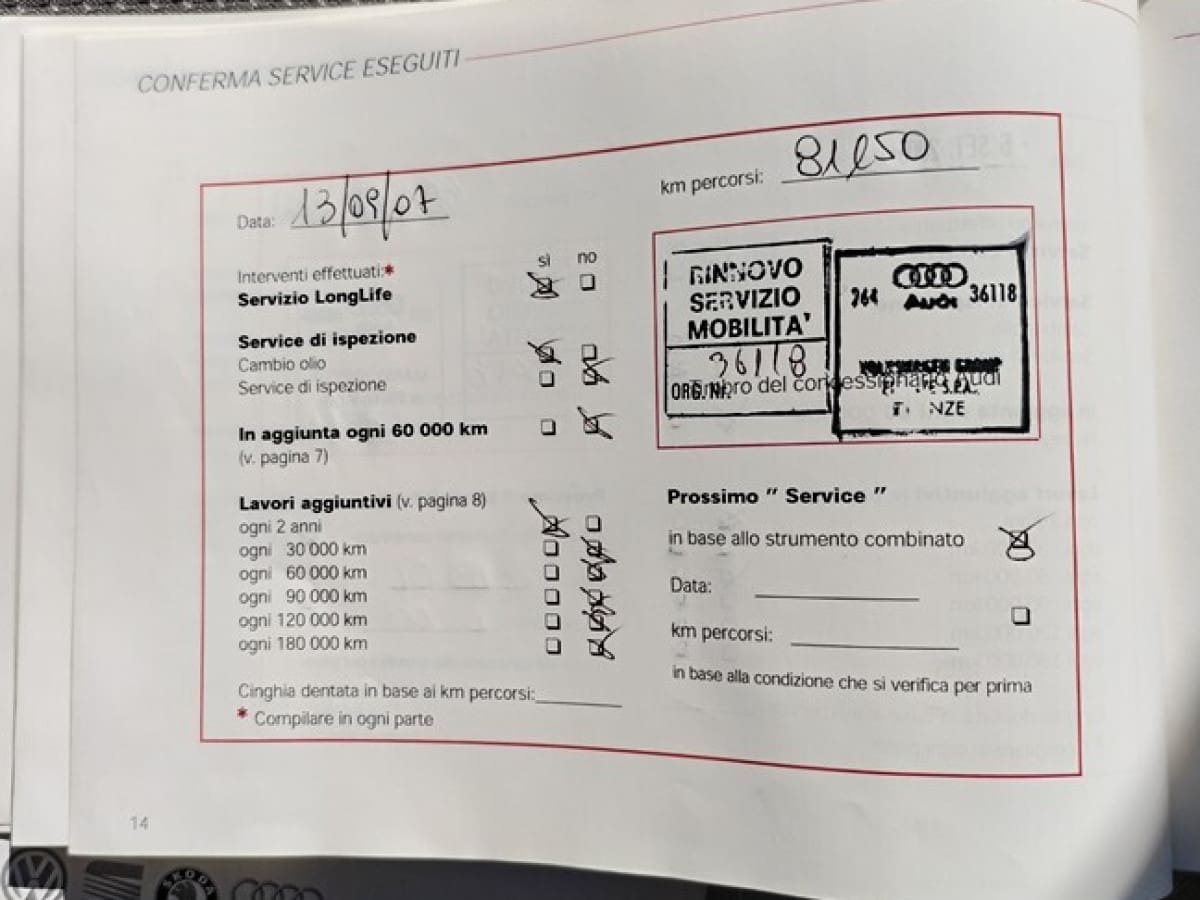 CONFERMA SERVICE ESEGUITI
Data: 13/09/07
km percorsi:
Interventi effettuati:*
sì no
Servizio LongLife
Service di ispezione
Cambio olio
Service di ispezione
In aggiunta ogni 60 000 km
(v. pagina 7)
Lavori aggiuntivi (v. pagina 8)
ogni 2 anni
ogni 30 000 km
ogni 60 000 km
ogni 90 000 km
ogni 120 000 km
ogni 180 000 km
Cinghia dentata in base ai km percorsi:
* Compilare in ogni parte
RINNOVO
SERVIZIO
MOBILITA'
36118
ORG. Nr.
del concessionario Audi
264 Audi 36118
VOLKSWAGEN GROUP
S.P.A.
Prossimo " Service "
in base allo strumento combinato
Data:
km percorsi:
in base alla condizione che si verifica per prima
14
ŠKODA